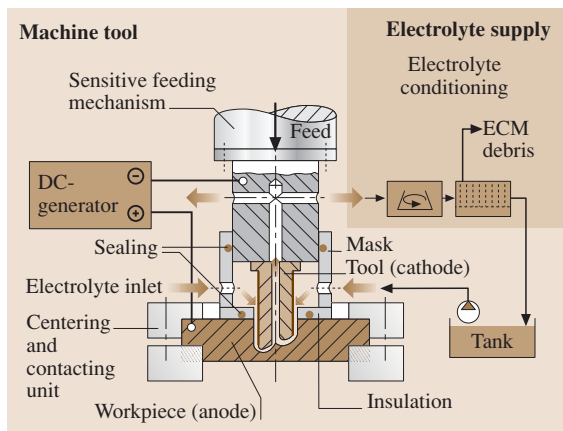 Machine tool
Electrolyte supply
Sensitive feeding
mechanism
Feed
Electrolyte
conditioning
ECM
debris
DC-
generator
⊖
⊕
Sealing
Mask
Tool (cathode)
Electrolyte inlet
Centering
and
contacting
unit
Tank
Workpiece (anode)
Insulation